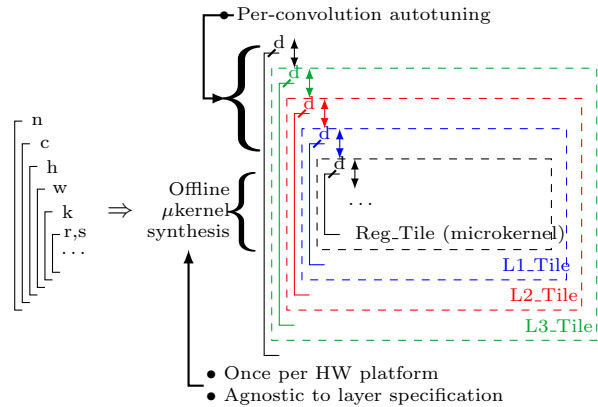 • Per-convolution autotuning
d
d
d
d
d
n
c
h
w
k
r,s
...
⇒
Offline
μkernel
synthesis
...
Reg_Tile (microkernel)
L1_Tile
L2_Tile
L3_Tile
• Once per HW platform
• Agnostic to layer specification